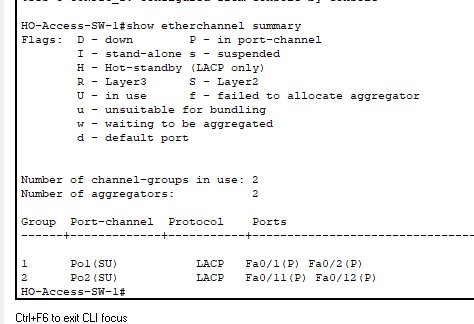 HO-Access-SW-1#show etherchannel summary
Flags:  D - down        P - in port-channel
        I - stand-alone s - suspended
        H - Hot-standby (LACP only)
        R - Layer3      S - Layer2
        U - in use      f - failed to allocate aggregator
        u - unsuitable for bundling
        w - waiting to be aggregated
        d - default port
Number of channel-groups in use: 2
Number of aggregators:           2
Group  Port-channel  Protocol    Ports
------+-------------+-----------+----------------------------
1      Po1(SU)           LACP   Fa0/1(P) Fa0/2(P)
2      Po2(SU)           LACP   Fa0/11(P) Fa0/12(P)
HO-Access-SW-1#
Ctrl+F6 to exit CLI focus